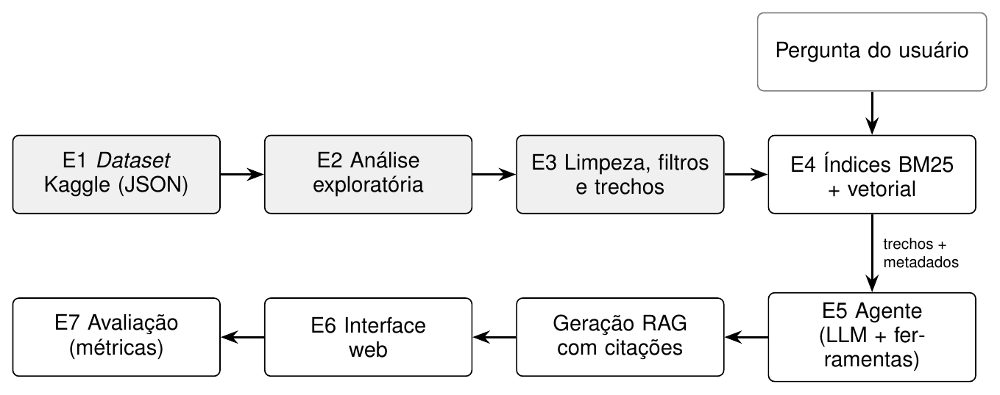 Pergunta do usuário
E1 Dataset
Kaggle (JSON)
E2 Análise
exploratória
E3 Limpeza, filtros
e trechos
E4 Índices BM25
+ vetorial
trechos +
metadados
E5 Agente
(LLM + fer-
ramentas)
Geração RAG
com citações
E6 Interface
web
E7 Avaliação
(métricas)